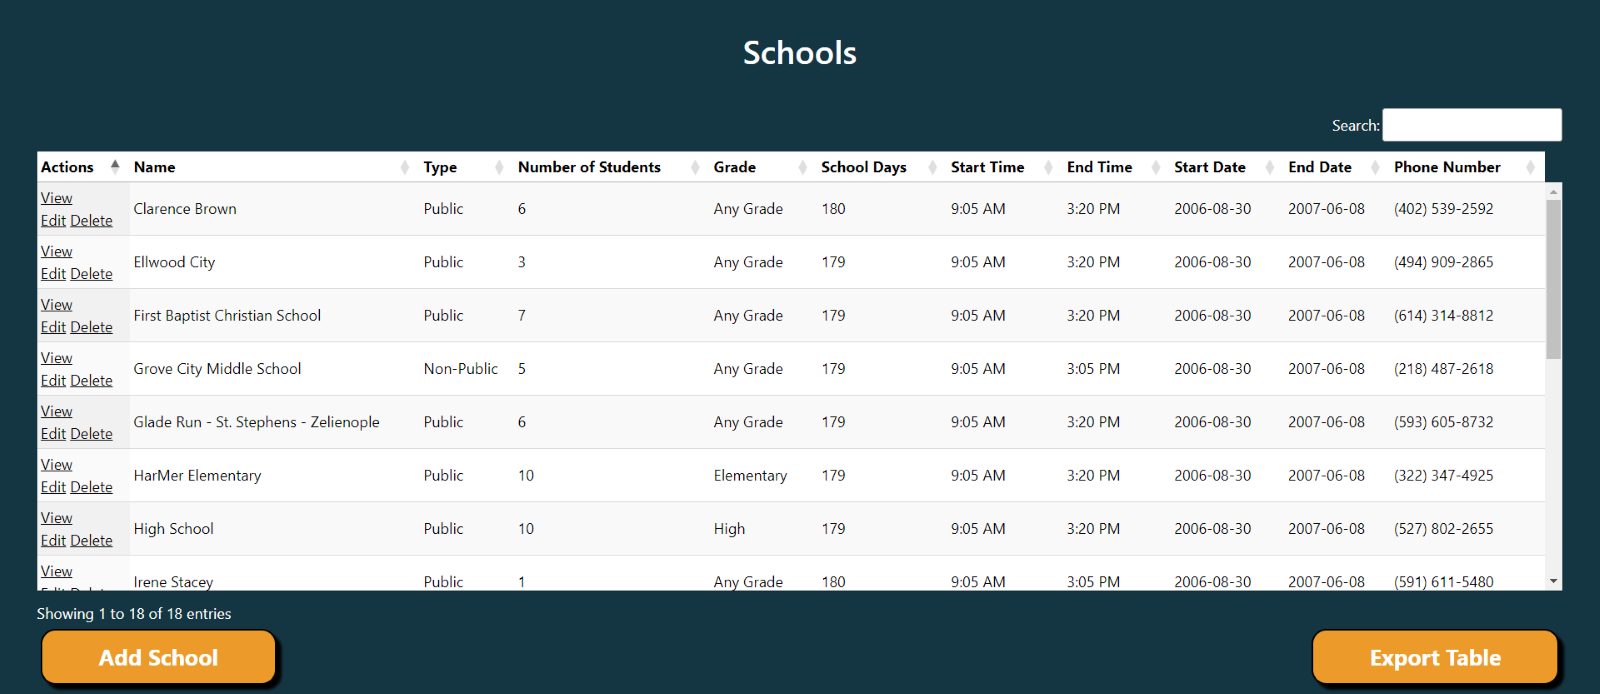 Schools
Search:
Actions Name Type Number of Students Grade School Days Start Time End Time Start Date End Date Phone Number
View
Edit Delete Clarence Brown Public 6 Any Grade 180 9:05 AM 3:20 PM 2006-08-30 2007-06-08 (402) 539-2592
View
Edit Delete Ellwood City Public 3 Any Grade 179 9:05 AM 3:20 PM 2006-08-30 2007-06-08 (494) 909-2865
View
Edit Delete First Baptist Christian School Public 7 Any Grade 179 9:05 AM 3:20 PM 2006-08-30 2007-06-08 (614) 314-8812
View
Edit Delete Grove City Middle School Non-Public 5 Any Grade 179 9:05 AM 3:05 PM 2006-08-30 2007-06-08 (218) 487-2618
View
Edit Delete Glade Run - St. Stephens - Zelienople Public 6 Any Grade 179 9:05 AM 3:20 PM 2006-08-30 2007-06-08 (593) 605-8732
View
Edit Delete HarMer Elementary Public 10 Elementary 179 9:05 AM 3:20 PM 2006-08-30 2007-06-08 (322) 347-4925
View
Edit Delete High School Public 10 High 179 9:05 AM 3:20 PM 2006-08-30 2007-06-08 (527) 802-2655
View
Irene Stacey Public 1 Any Grade 180 9:05 AM 3:05 PM 2006-08-30 2007-06-08 (591) 611-5480
Showing 1 to 18 of 18 entries
Add School Export Table